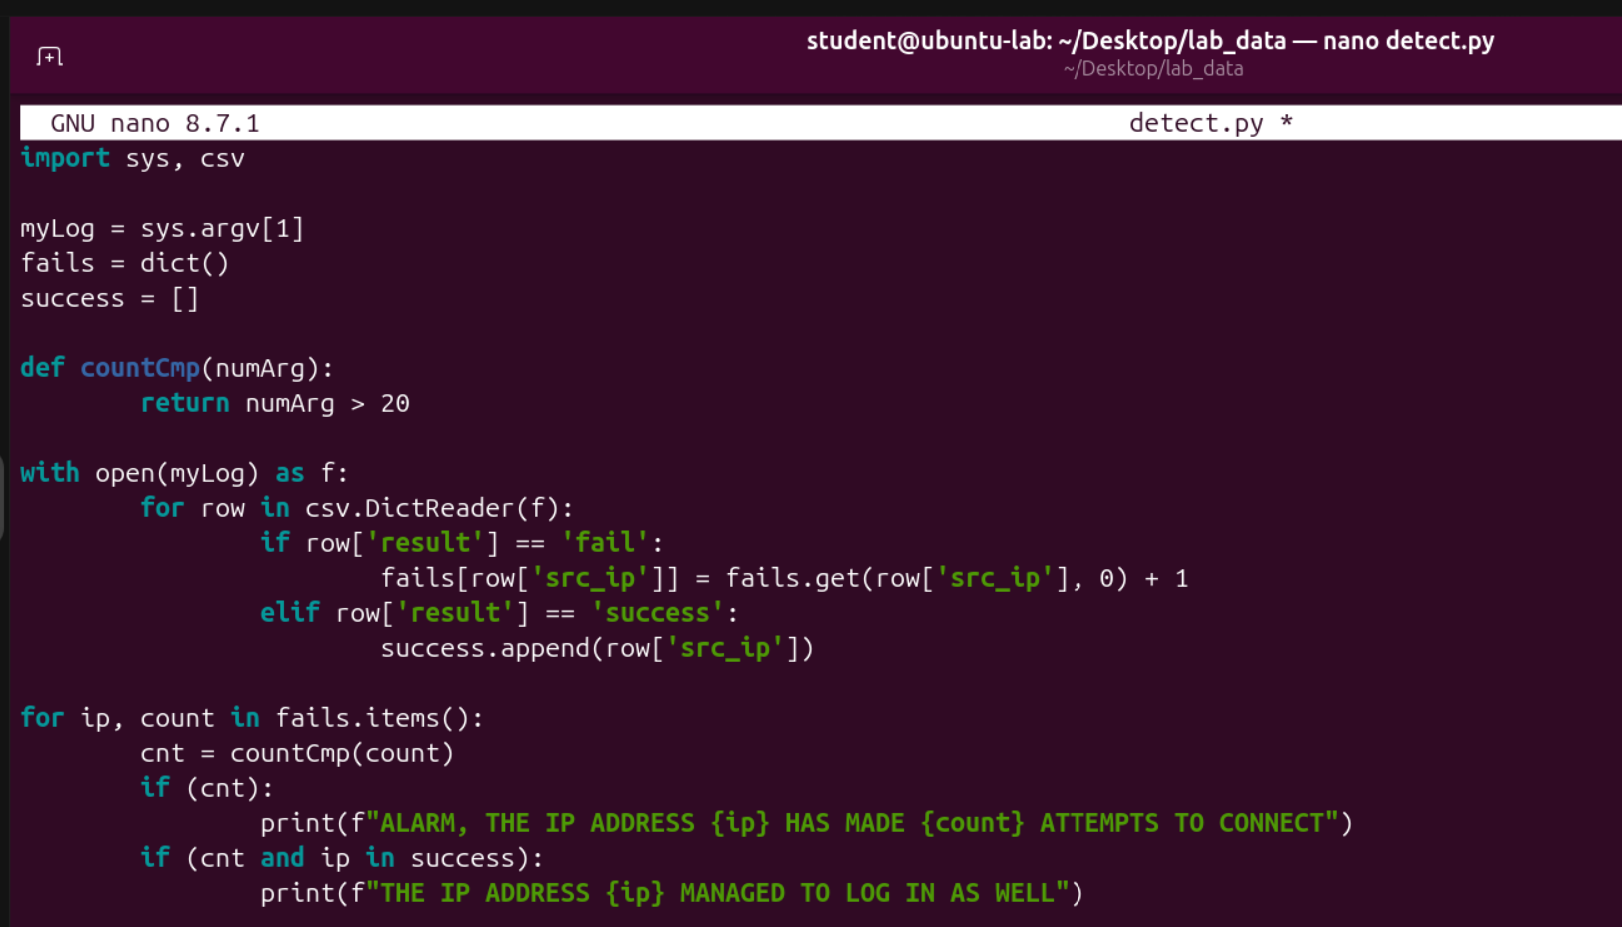 student@ubuntu-lab: ~/Desktop/lab_data — nano detect.py
~/Desktop/lab_data
GNU nano 8.7.1 detect.py *
import sys, csv

myLog = sys.argv[1]
fails = dict()
success = []

def countCmp(numArg):
        return numArg > 20

with open(myLog) as f:
        for row in csv.DictReader(f):
                if row['result'] == 'fail':
                        fails[row['src_ip']] = fails.get(row['src_ip'], 0) + 1
                elif row['result'] == 'success':
                        success.append(row['src_ip'])

for ip, count in fails.items():
        cnt = countCmp(count)
        if (cnt):
                print(f"ALARM, THE IP ADDRESS {ip} HAS MADE {count} ATTEMPTS TO CONNECT")
        if (cnt and ip in success):
                print(f"THE IP ADDRESS {ip} MANAGED TO LOG IN AS WELL")